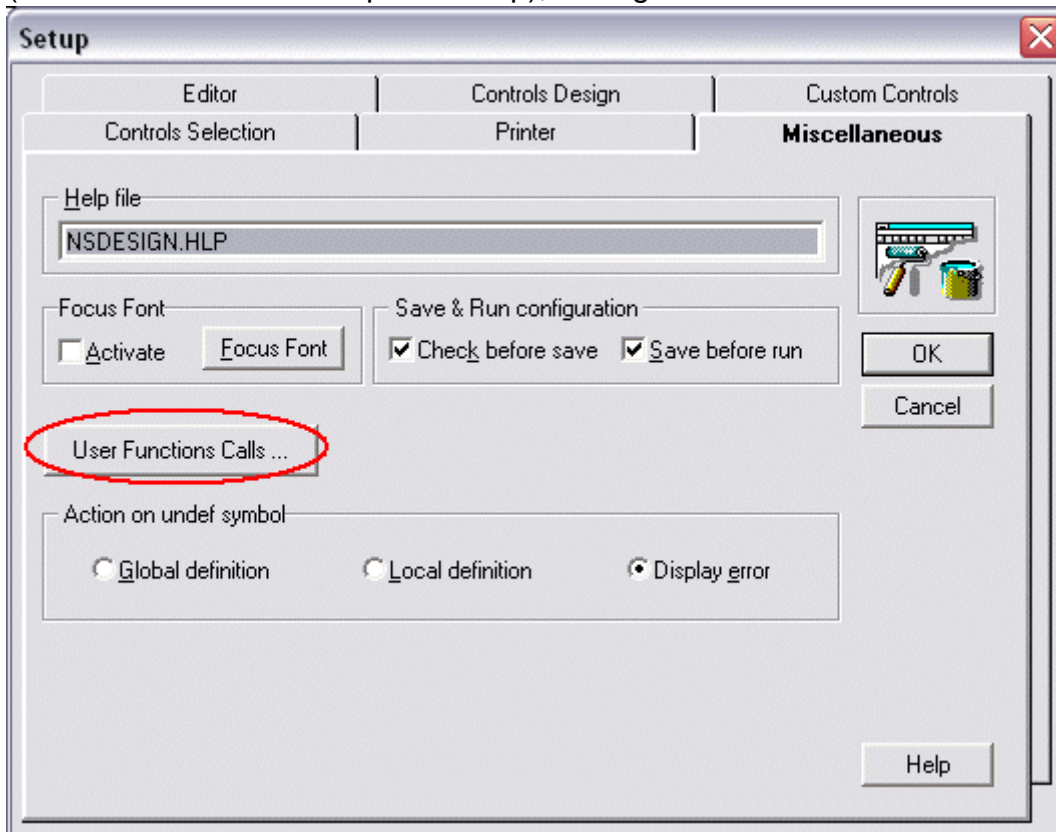 Setup
Editor Controls Design Custom Controls
Controls Selection Printer Miscellaneous
Help file
NSDESIGN.HLP
Focus Font Save & Run configuration
Activate Focus Font Check before save Save before run OK
Cancel
User Functions Calls ...
Action on undef symbol
Global definition Local definition Display error
Help